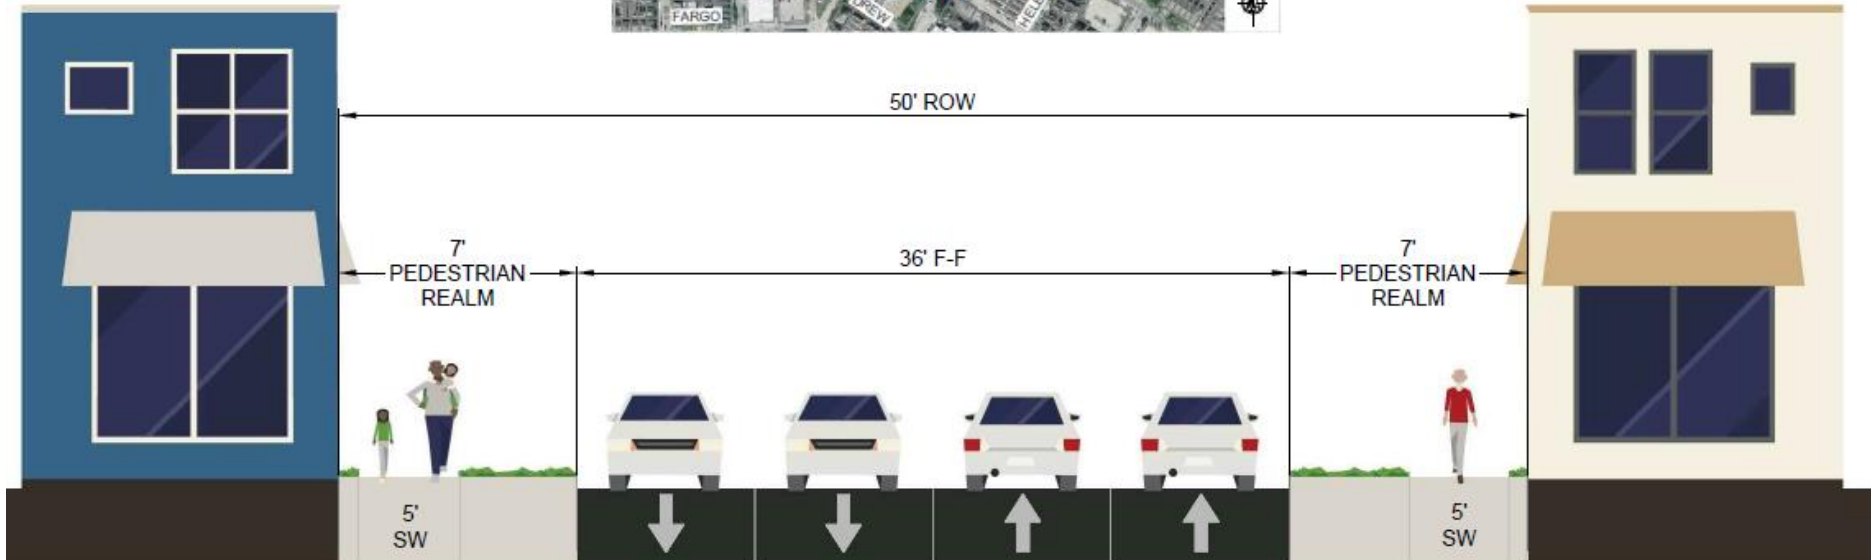 FARGO
DREW
50' ROW
7'
PEDESTRIAN
REALM
36' F-F
7'
PEDESTRIAN
REALM
5'
SW
5'
SW